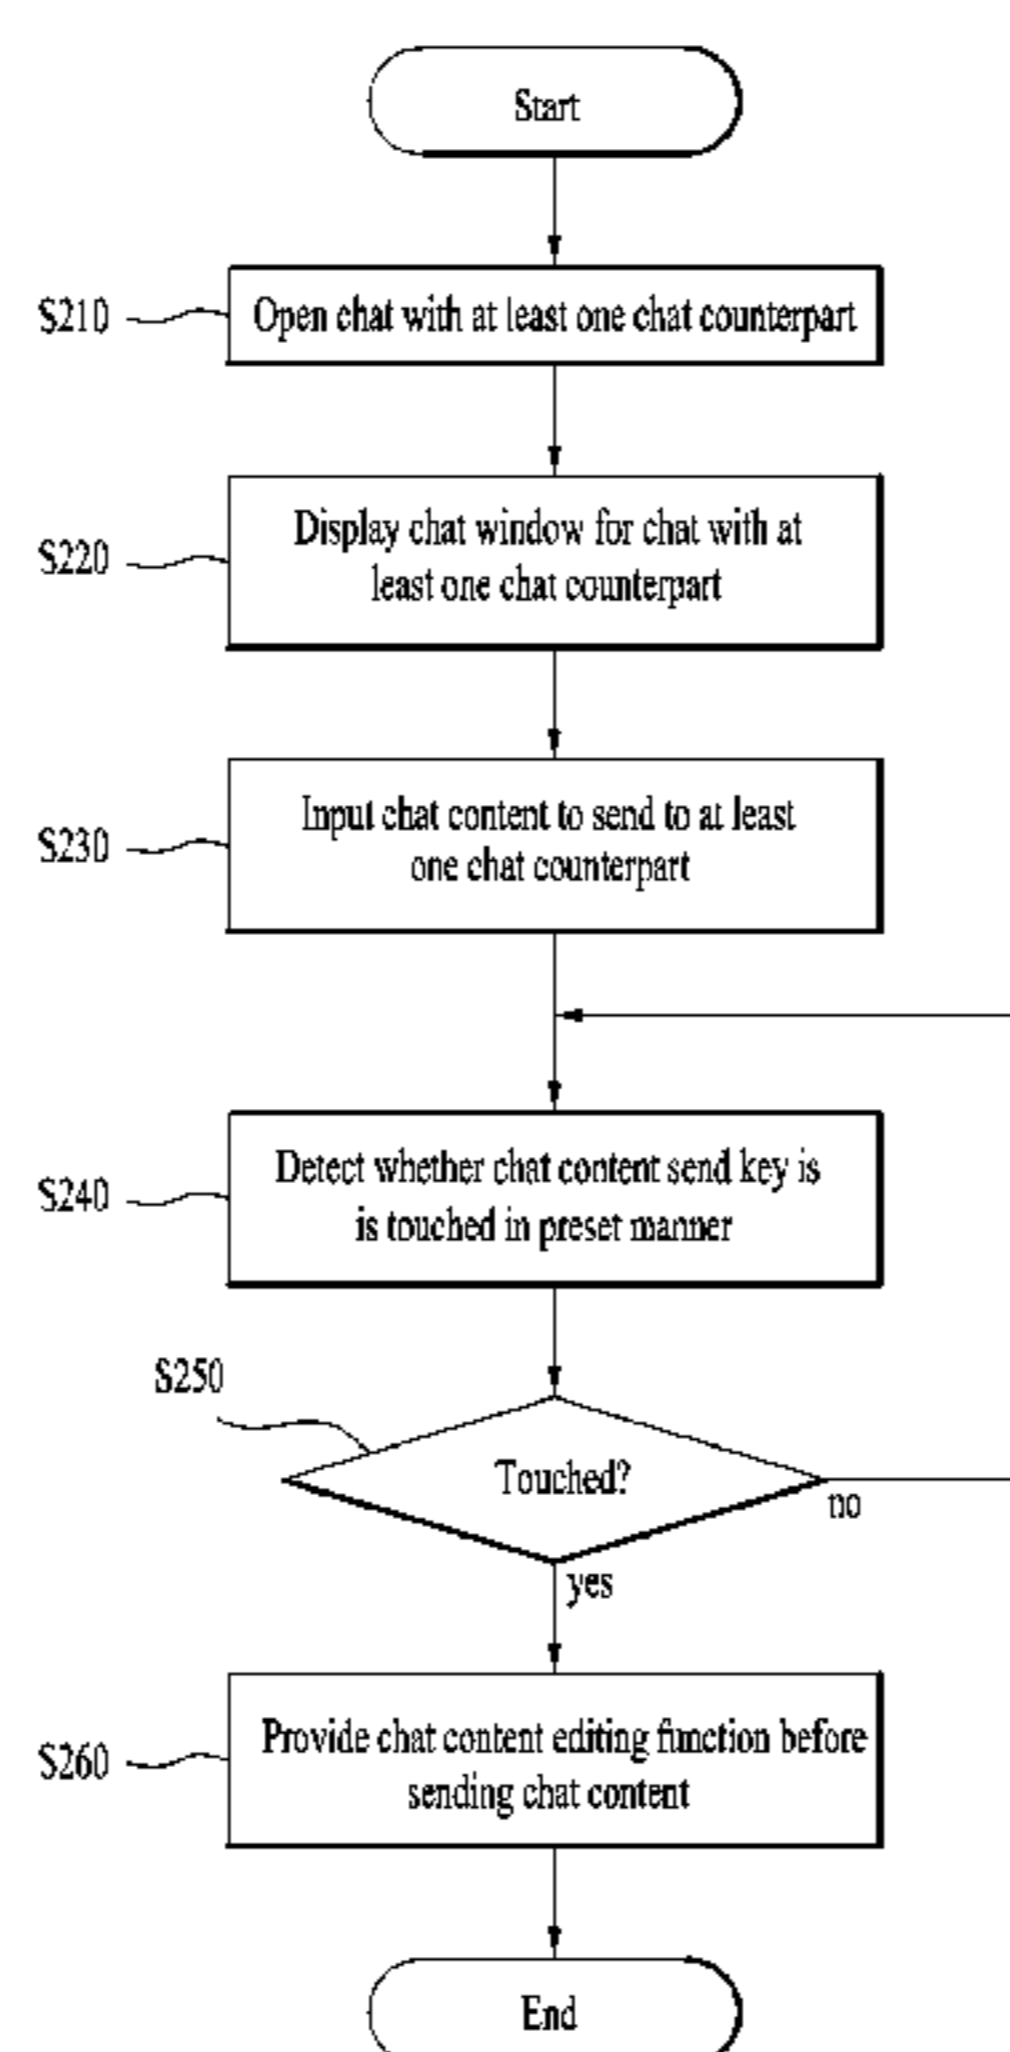 Start
S210
Open chat with at least one chat counterpart
S220
Display chat window for chat with at
least one chat counterpart
S230
Input chat content to send to at least
one chat counterpart
S240
Detect whether chat content send key is
is touched in preset manner
S250
Touched?
no
yes
S260
Provide chat content editing function before
sending chat content
End